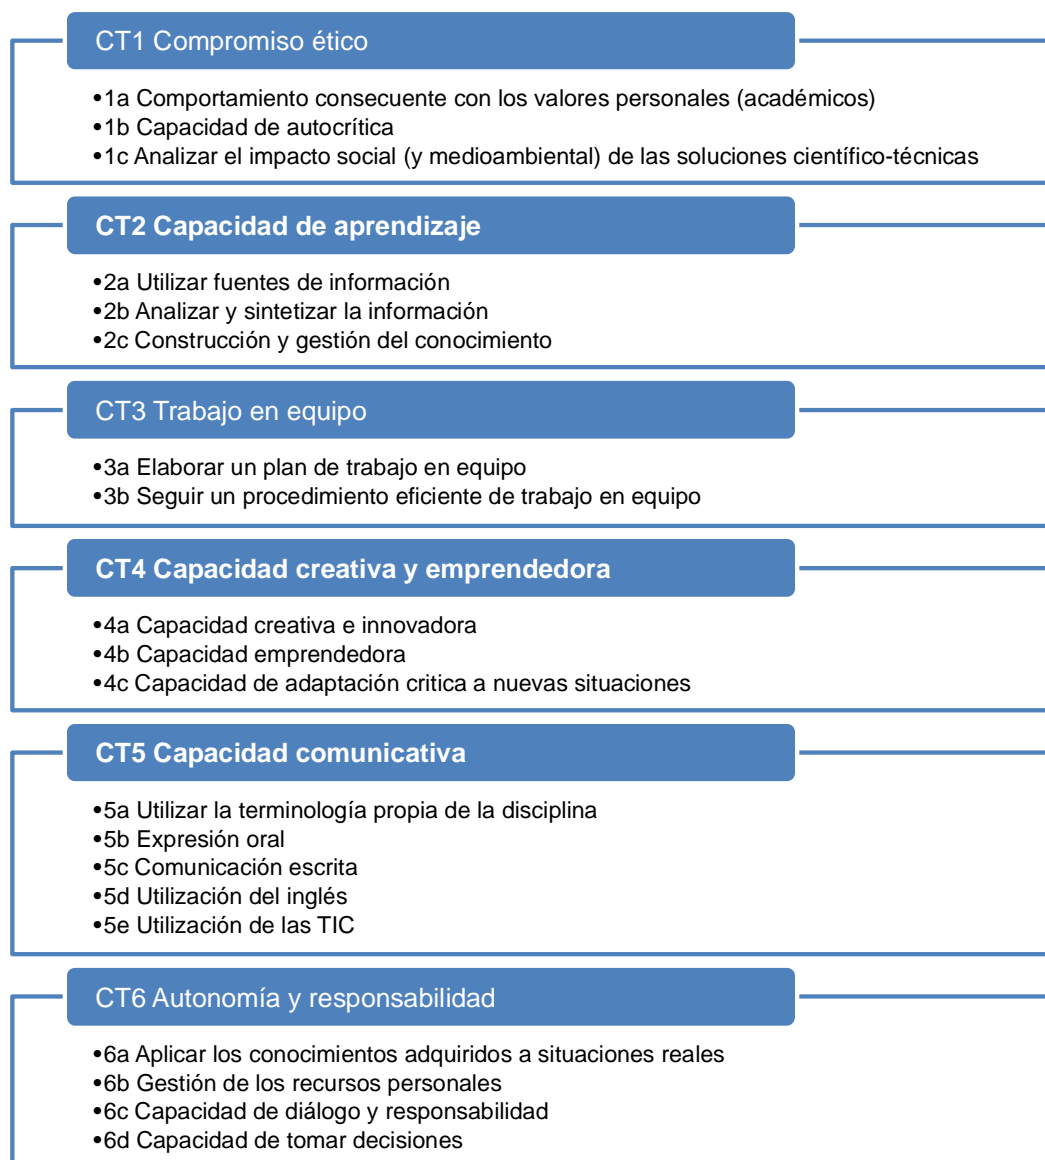 CT1 Compromiso ético
•1a Comportamiento consecuente con los valores personales (académicos)
•1b Capacidad de autocrítica
•1c Analizar el impacto social (y medioambiental) de las soluciones científico-técnicas
CT2 Capacidad de aprendizaje
•2a Utilizar fuentes de información
•2b Analizar y sintetizar la información
•2c Construcción y gestión del conocimiento
CT3 Trabajo en equipo
•3a Elaborar un plan de trabajo en equipo
•3b Seguir un procedimiento eficiente de trabajo en equipo
CT4 Capacidad creativa y emprendedora
•4a Capacidad creativa e innovadora
•4b Capacidad emprendedora
•4c Capacidad de adaptación critica a nuevas situaciones
CT5 Capacidad comunicativa
•5a Utilizar la terminología propia de la disciplina
•5b Expresión oral
•5c Comunicación escrita
•5d Utilización del inglés
•5e Utilización de las TIC
CT6 Autonomía y responsabilidad
•6a Aplicar los conocimientos adquiridos a situaciones reales
•6b Gestión de los recursos personales
•6c Capacidad de diálogo y responsabilidad
•6d Capacidad de tomar decisiones